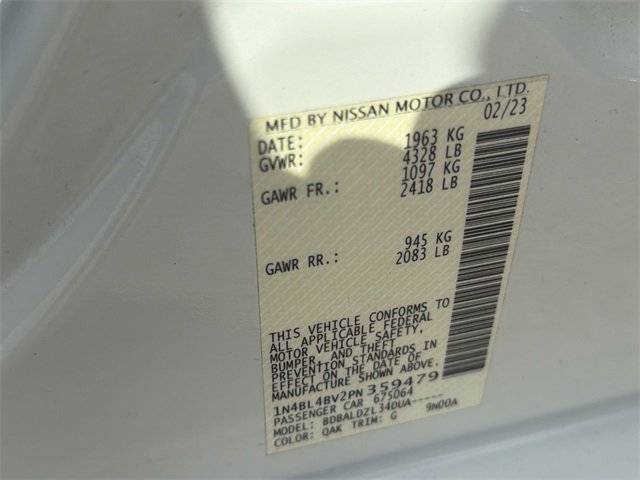 MFD BY NISSAN MOTOR CO., LTD.
DATE: 02/23
GVWR: 1963 KG
4328 LB
GAWR FR.: 1097 KG
2418 LB
GAWR RR.: 945 KG
2083 LB
THIS VEHICLE CONFORMS TO
ALL APPLICABLE FEDERAL
MOTOR VEHICLE SAFETY,
BUMPER, AND THEFT
PREVENTION STANDARDS IN
EFFECT ON THE DATE OF
MANUFACTURE SHOWN ABOVE.
1N4BL4BV2PN359479
PASSENGER CAR 675064
MODEL: BDBALDZL34DUA-----
COLOR: QAK TRIM: G 9N00A